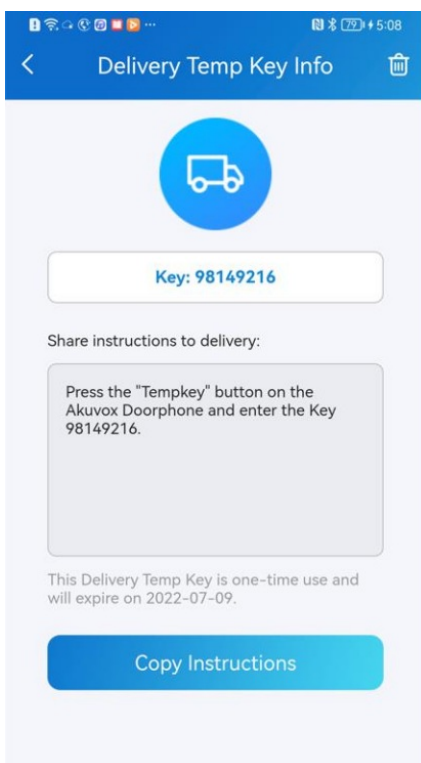 79 5:08
Delivery Temp Key Info
Key: 98149216
Share instructions to delivery:
Press the "Tempkey" button on the
Akuvox Doorphone and enter the Key
98149216.
This Delivery Temp Key is one-time use and
will expire on 2022-07-09.
Copy Instructions